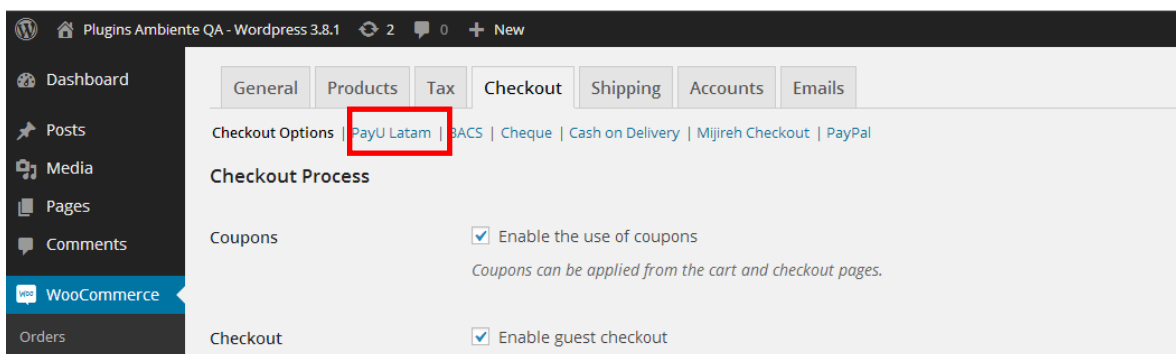 Plugins Ambiente QA - Wordpress 3.8.1 2 0 + New
Dashboard
Posts
Media
Pages
Comments
WooCommerce
Orders
General Products Tax Checkout Shipping Accounts Emails
Checkout Options | PayU Latam | BACS | Cheque | Cash on Delivery | Mijireh Checkout | PayPal
Checkout Process
Coupons
Enable the use of coupons
Coupons can be applied from the cart and checkout pages.
Checkout
Enable guest checkout